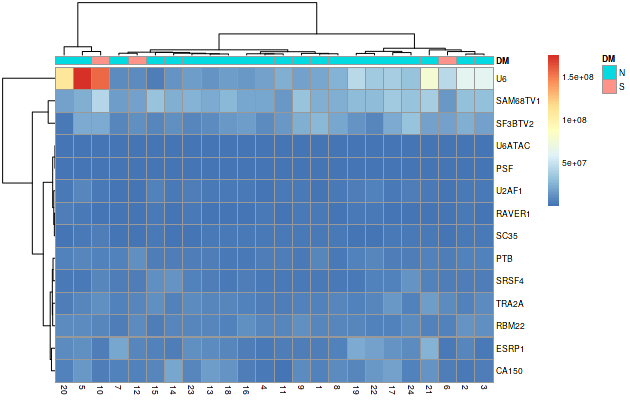 DM
U6
SAM68TV1
SF3BTV2
U6ATAC
PSF
U2AF1
RAVER1
SC35
PTB
SRSF4
TRA2A
RBM22
ESRP1
CA150
20 5 10 7 12 15 14 23 13 18 16 4 11 9 1 8 19 22 17 24 21 6 2 3
1.5e+08
1e+08
5e+07
DM
N
S